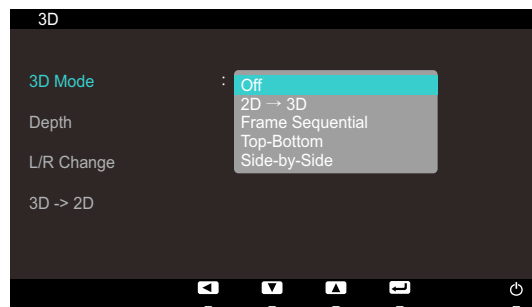 3D
3D Mode :
Off
2D → 3D
Frame Sequential
Top-Bottom
Side-by-Side
Depth
L/R Change
3D -> 2D